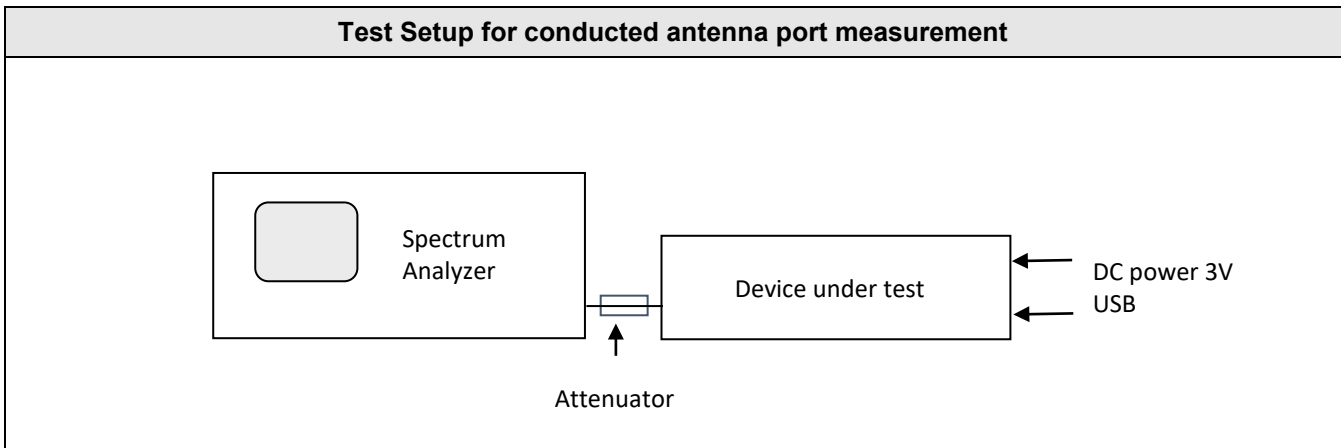 Test Setup for conducted antenna port measurement
Spectrum
Analyzer
Device under test
DC power 3V
USB
Attenuator